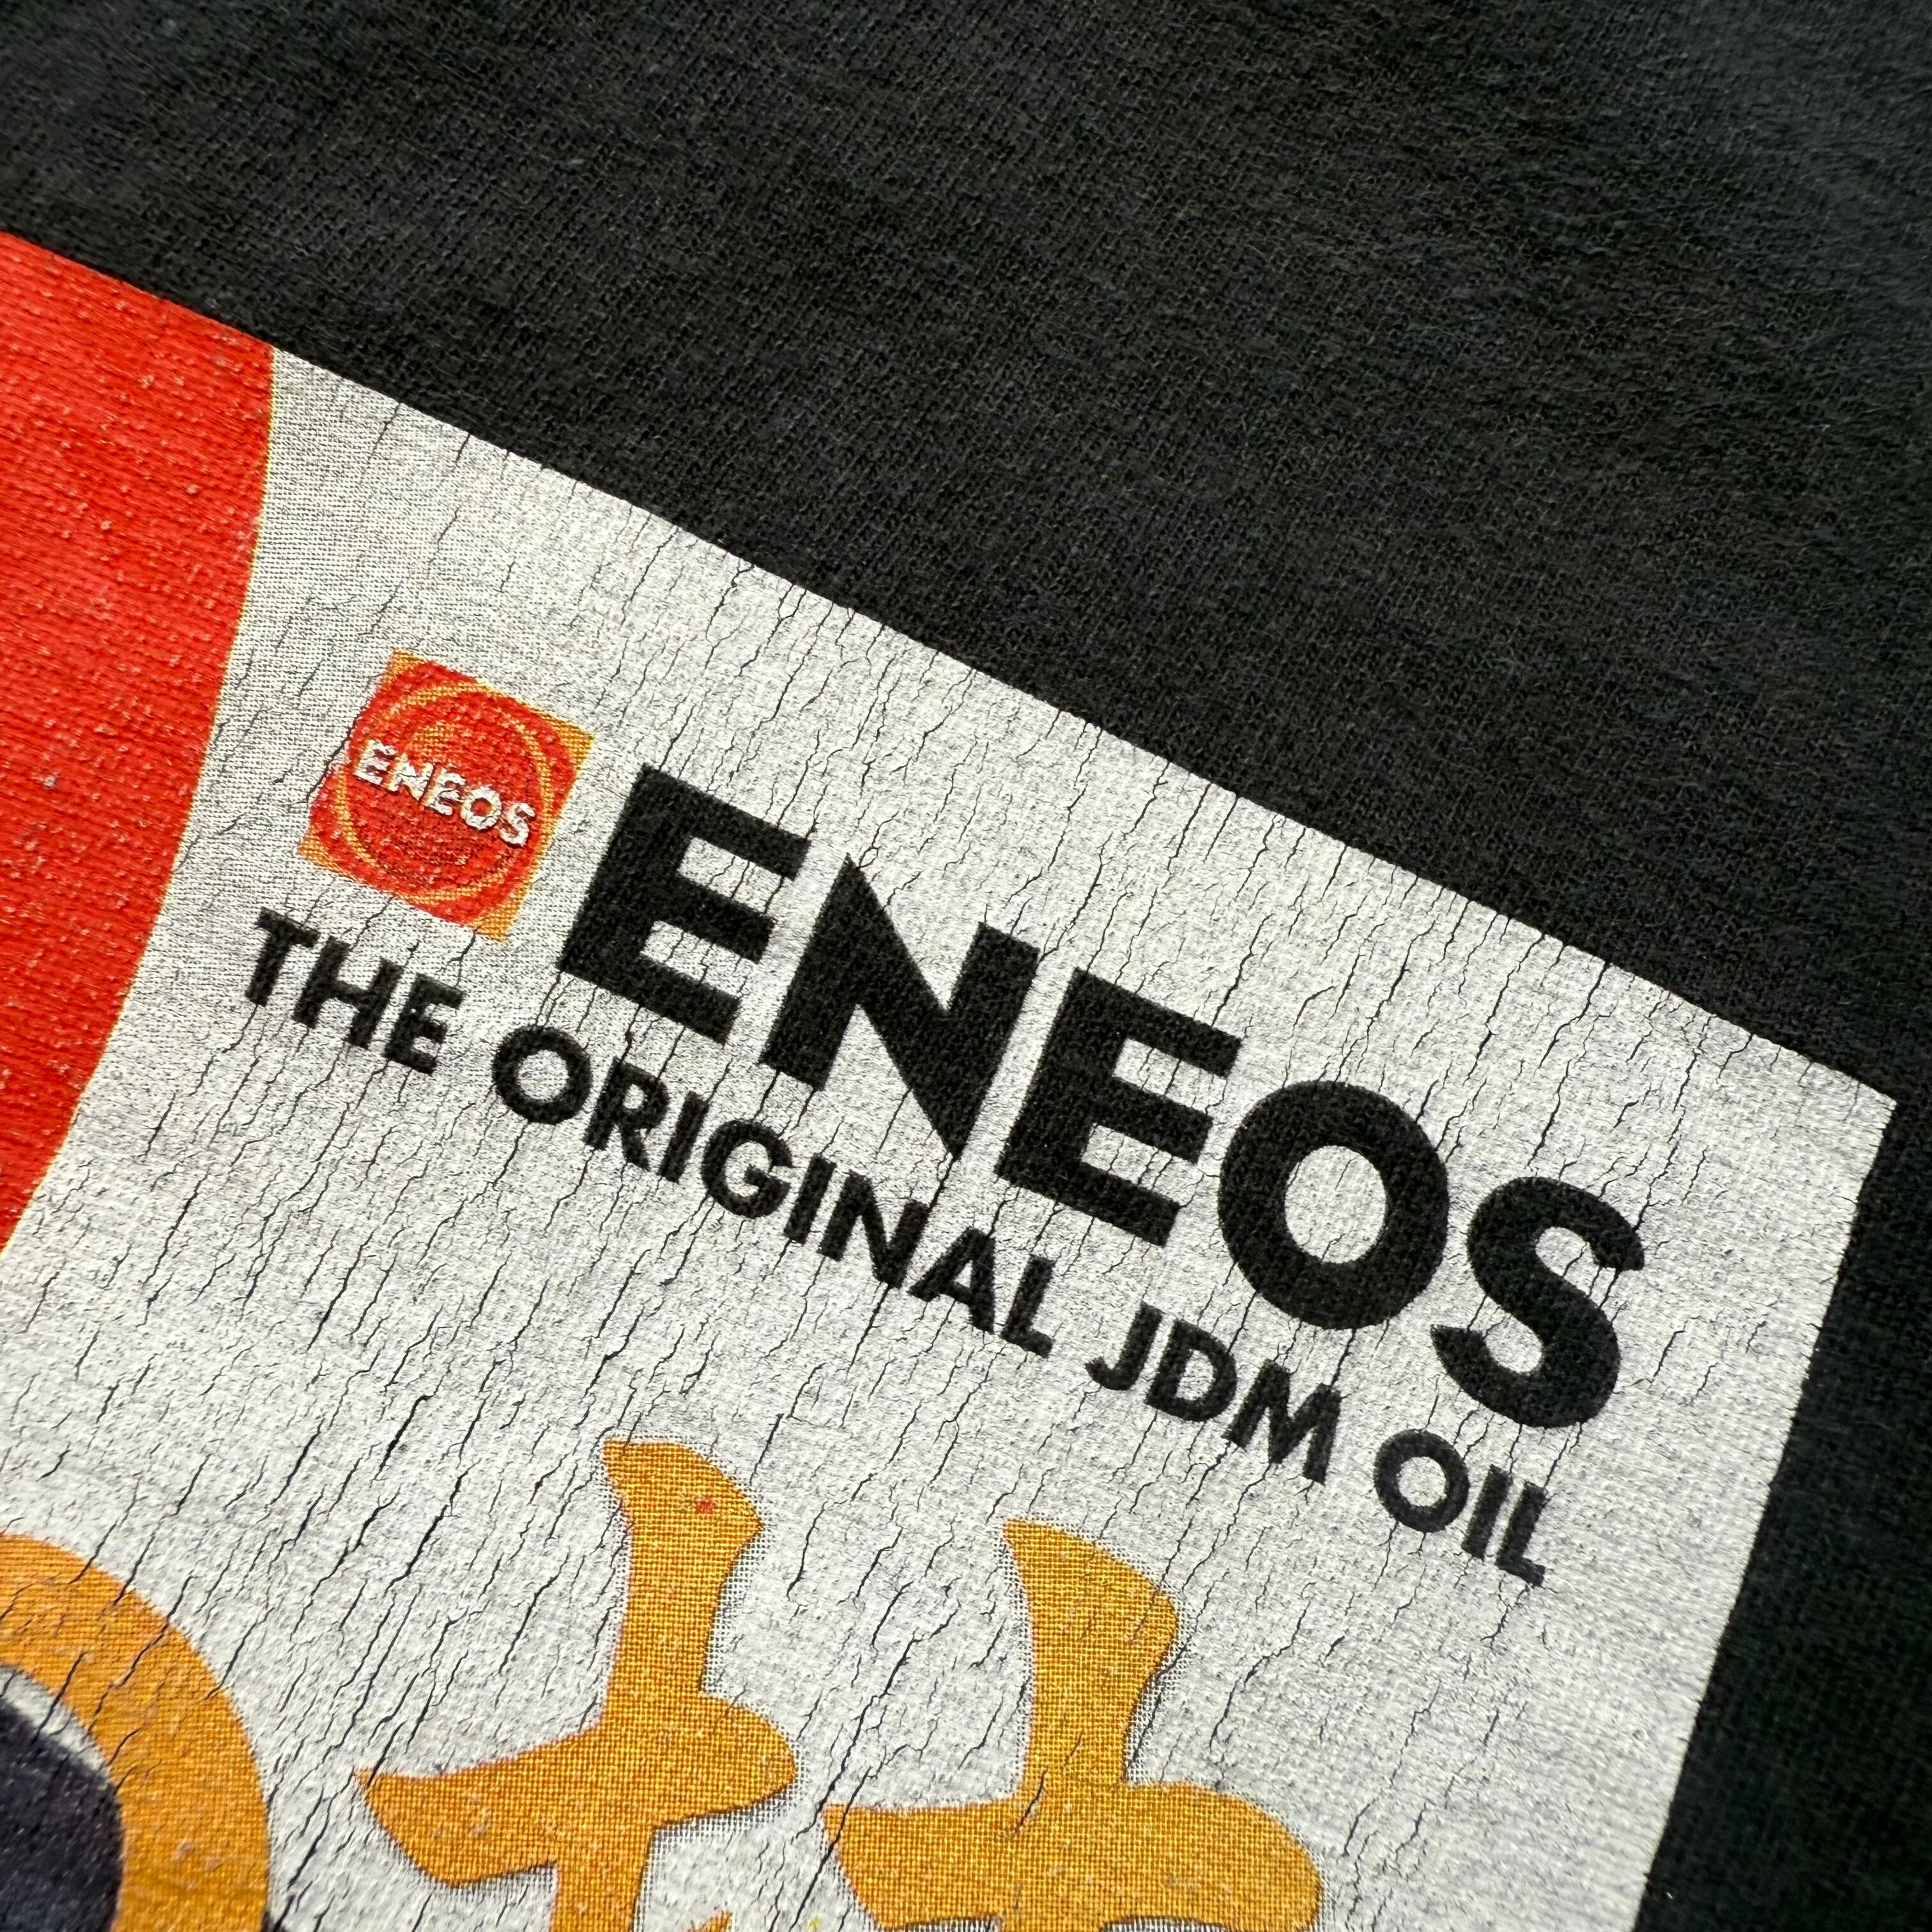 ENEOS
ENEOS
THE ORIGINAL JDM OIL